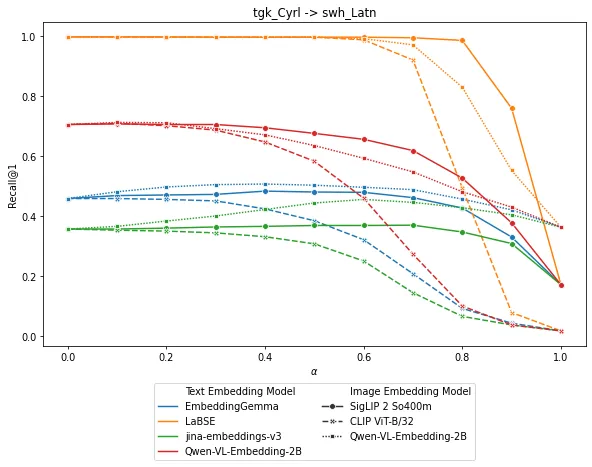 tgk_Cyrl -> swh_Latn
1.0
0.8
0.6
0.4
0.2
0.0
Recall@1
0.0 0.2 0.4 0.6 0.8 1.0
α
Text Embedding Model Image Embedding Model
EmbeddingGemma SigLIP 2 So400m
LaBSE CLIP ViT-B/32
jina-embeddings-v3 Qwen-VL-Embedding-2B
Qwen-VL-Embedding-2B